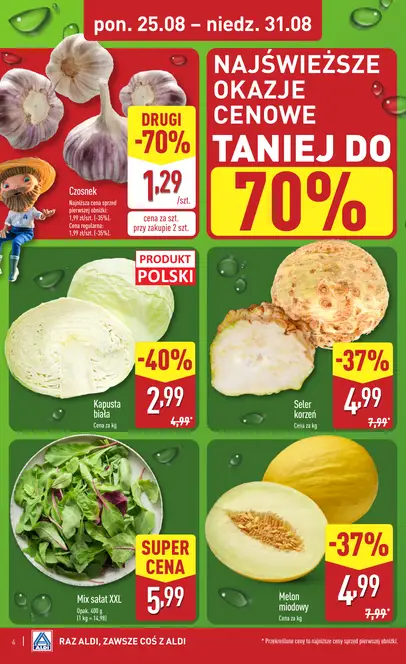 pon. 25.08 – niedz. 31.08
NAJŚWIEŻSZE
OKAZJE
CENOWE
TANIEJ DO
70%
DRUGI
-70%
1,29
/szt.
cena za szt.
przy zakupie 2 szt.
Czosnek
Najniższa cena sprzed
pierwszej obniżki:
1,99 zł/szt. (-35%).
Cena regularna:
1,99 zł/szt. (-35%).
PRODUKT
POLSKI
-40%
2,99
4,99*
Kapusta
biała
Cena za kg
-37%
4,99
7,99*
Seler
korzeń
Cena za kg
SUPER
CENA
5,99
Mix sałat XXL
Opak. 400 g
(1 kg = 14,98)
-37%
4,99
7,99*
Melon
miodowy
Cena za kg
4
ALDI
RAZ ALDI, ZAWSZE COŚ Z ALDI
* Przekreślone ceny to najniższe ceny sprzed pierwszej obniżki.